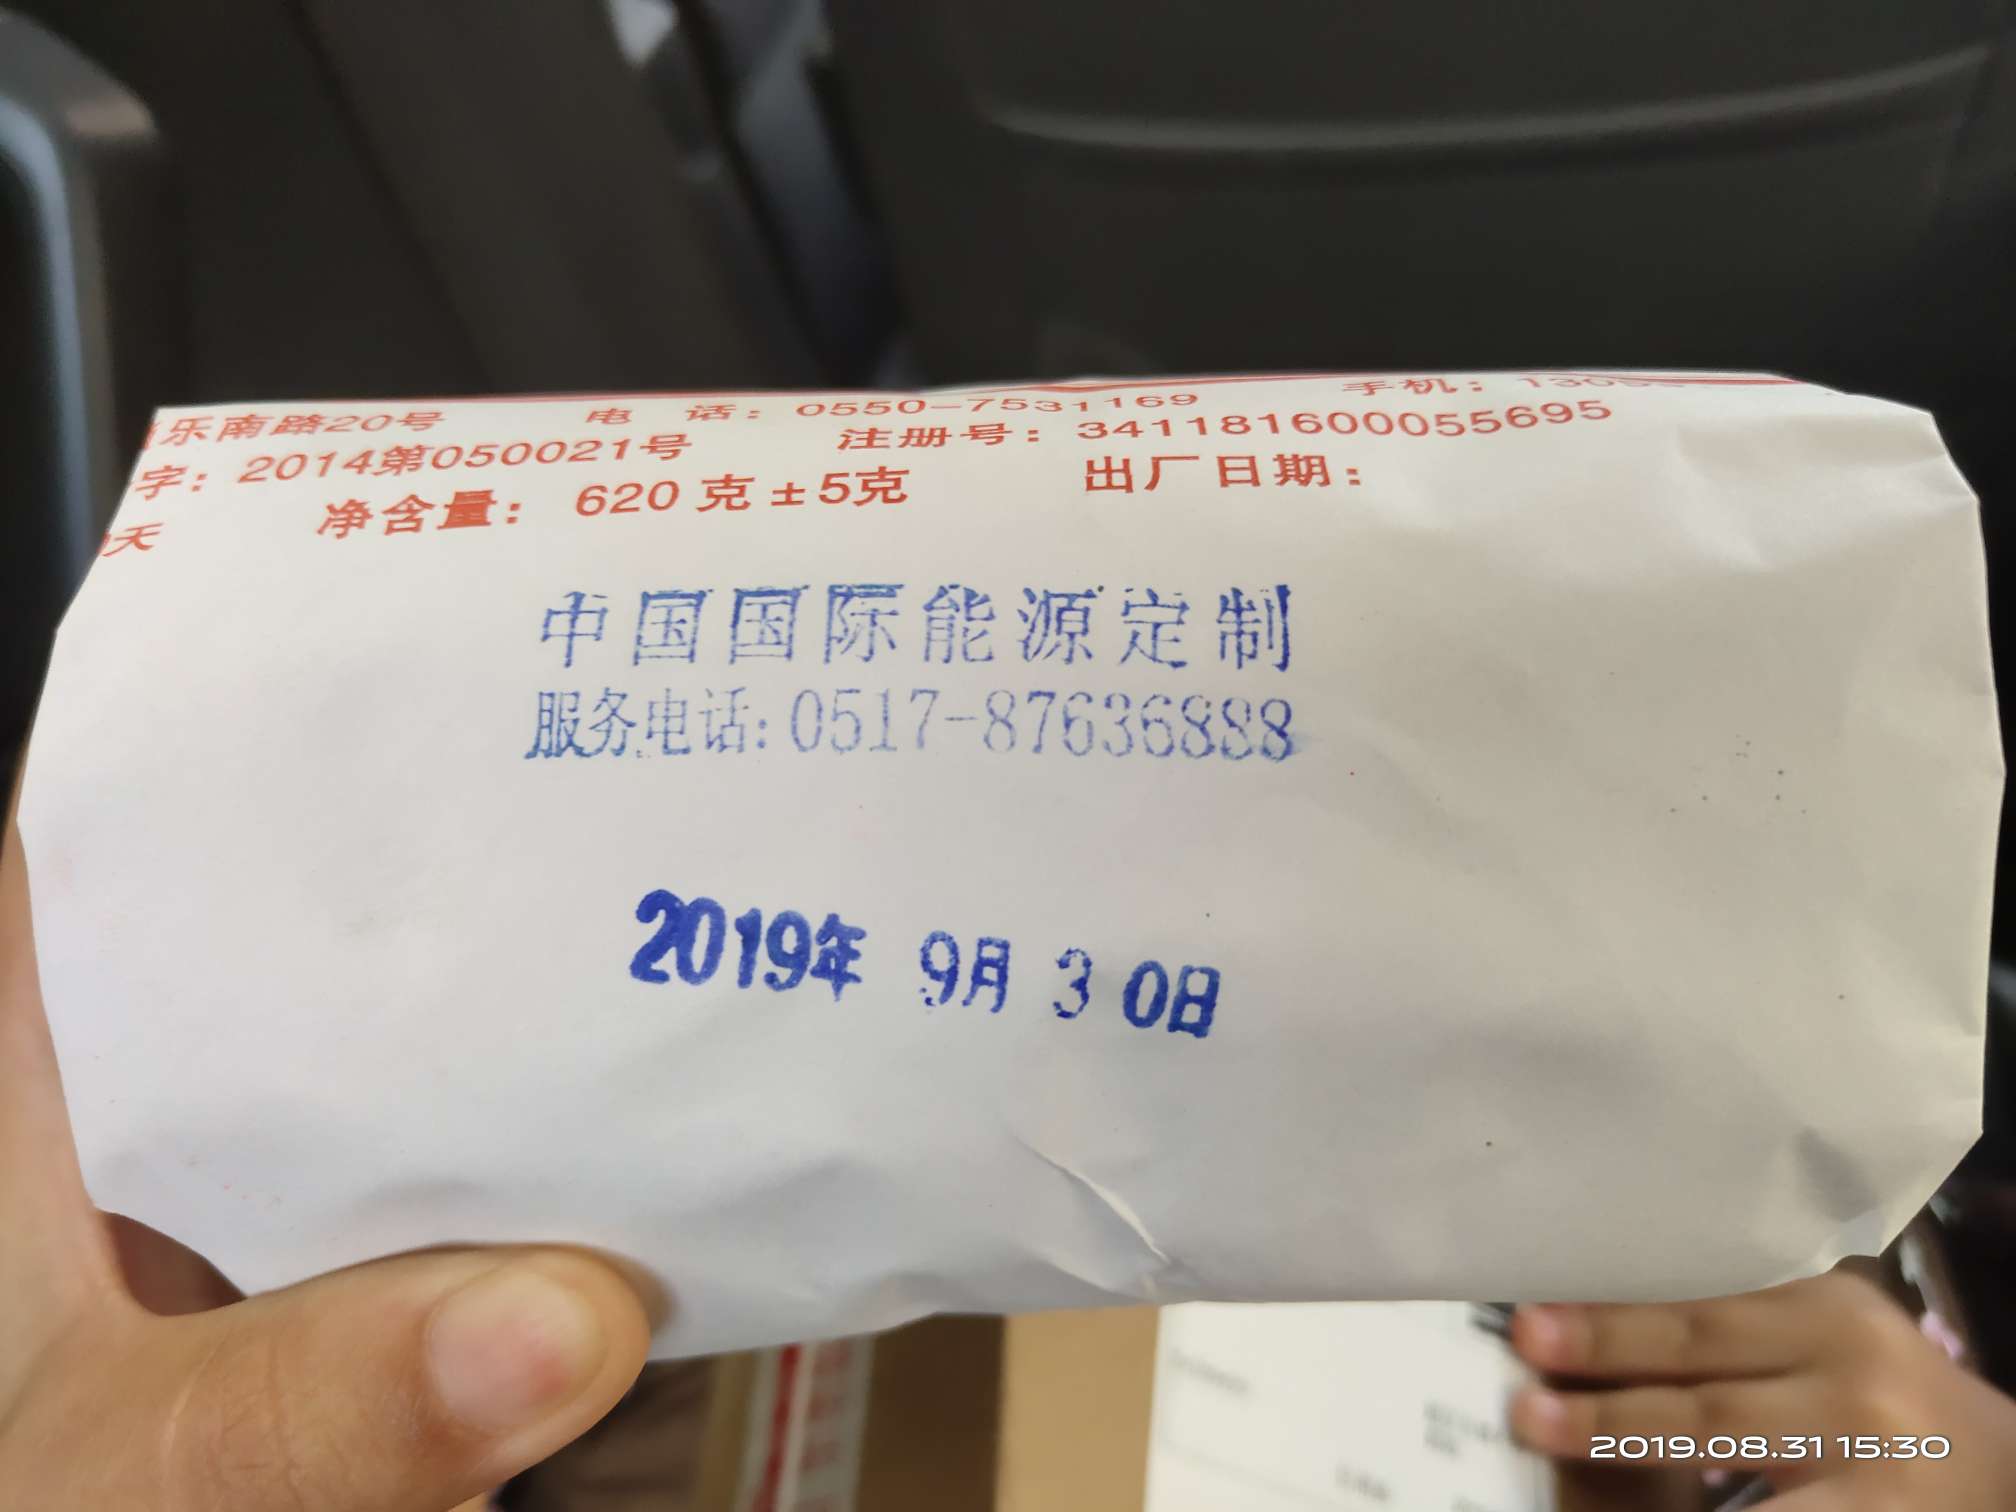 乐南路20号 电 话：0550-7531169 手机：1305
字：2014第050021号 注册号：341181600055695
净含量：620克±5克 出厂日期：
天
中国国际能源定制
服务电话：0517-87636888
2019年 9月 3 0日
2019.08.31 15:30